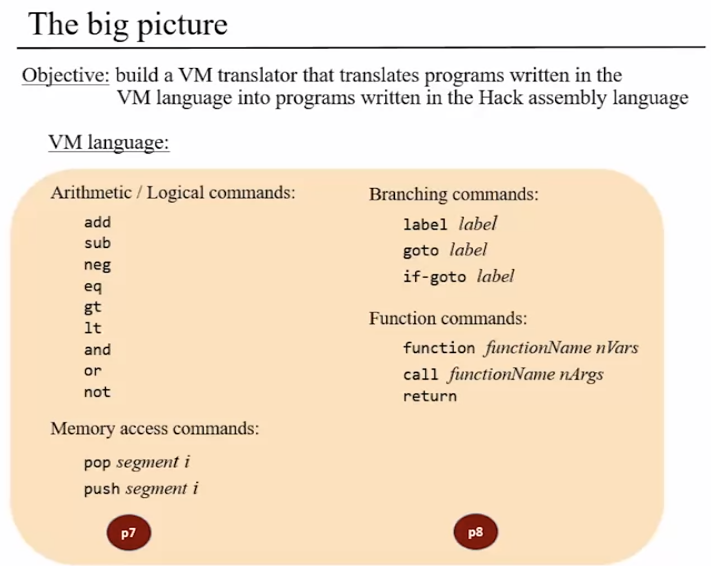 The big picture
Objective: build a VM translator that translates programs written in the
VM language into programs written in the Hack assembly language
VM language:
Arithmetic / Logical commands:
add
sub
neg
eq
gt
lt
and
or
not
Memory access commands:
pop segment i
push segment i
p7
Branching commands:
label label
goto label
if-goto label
Function commands:
function functionName nVars
call functionName nArgs
return
p8